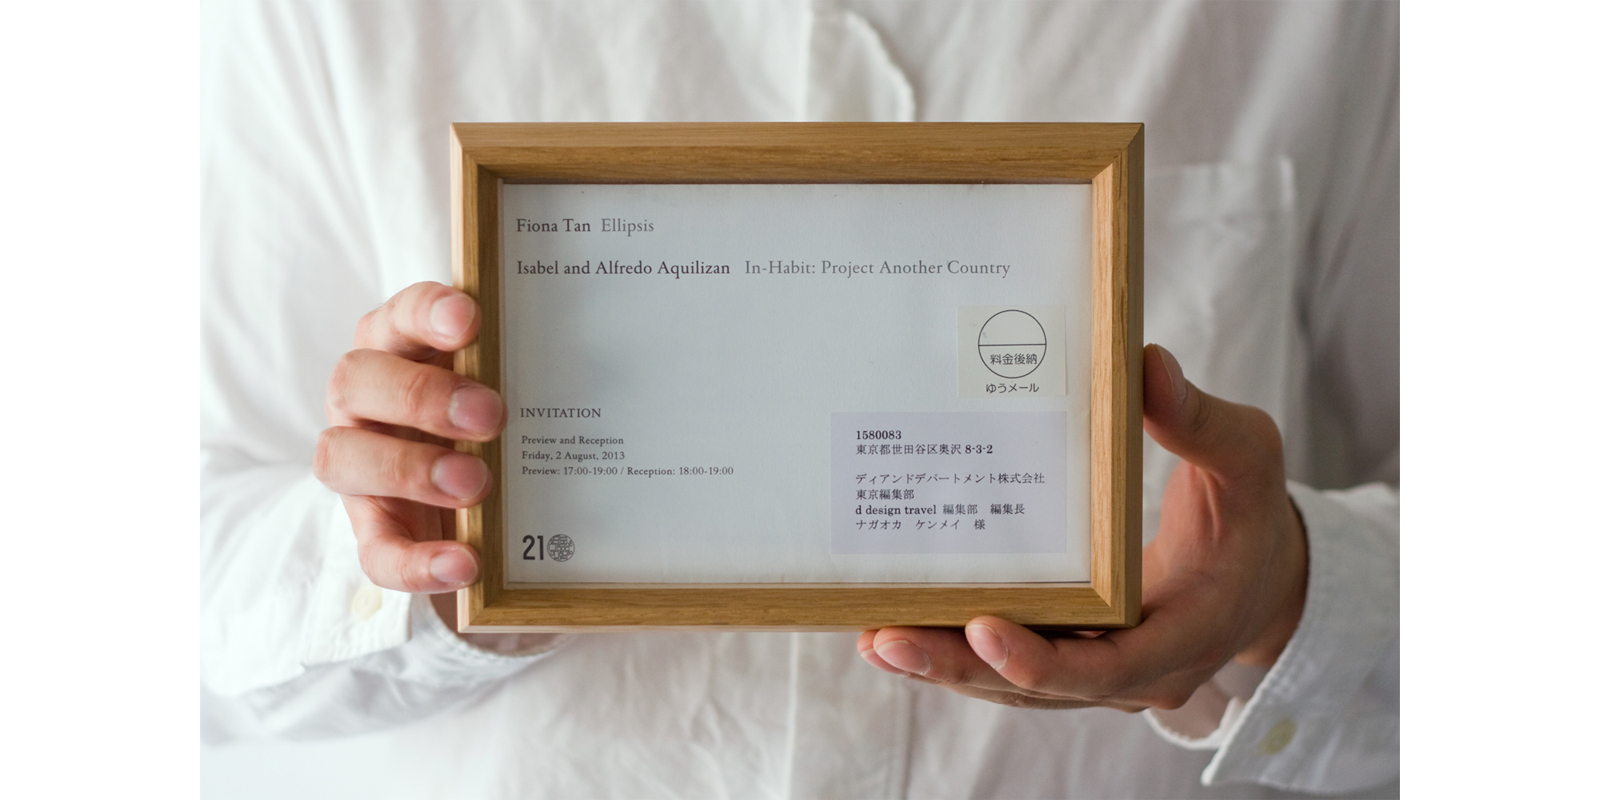 Fiona Tan Ellipsis
Isabel and Alfredo Aquilizan In-Habit: Project Another Country
料金後納
ゆうメール
INVITATION
Preview and Reception
Friday, 2 August, 2013
Preview: 17:00-19:00 / Reception: 18:00-19:00
21
1580083
東京都世田谷区奥沢 8-3-2
ディアンドデパートメント株式会社
東京編集部
d design travel 編集部 編集長
ナガオカ ケンメイ 様